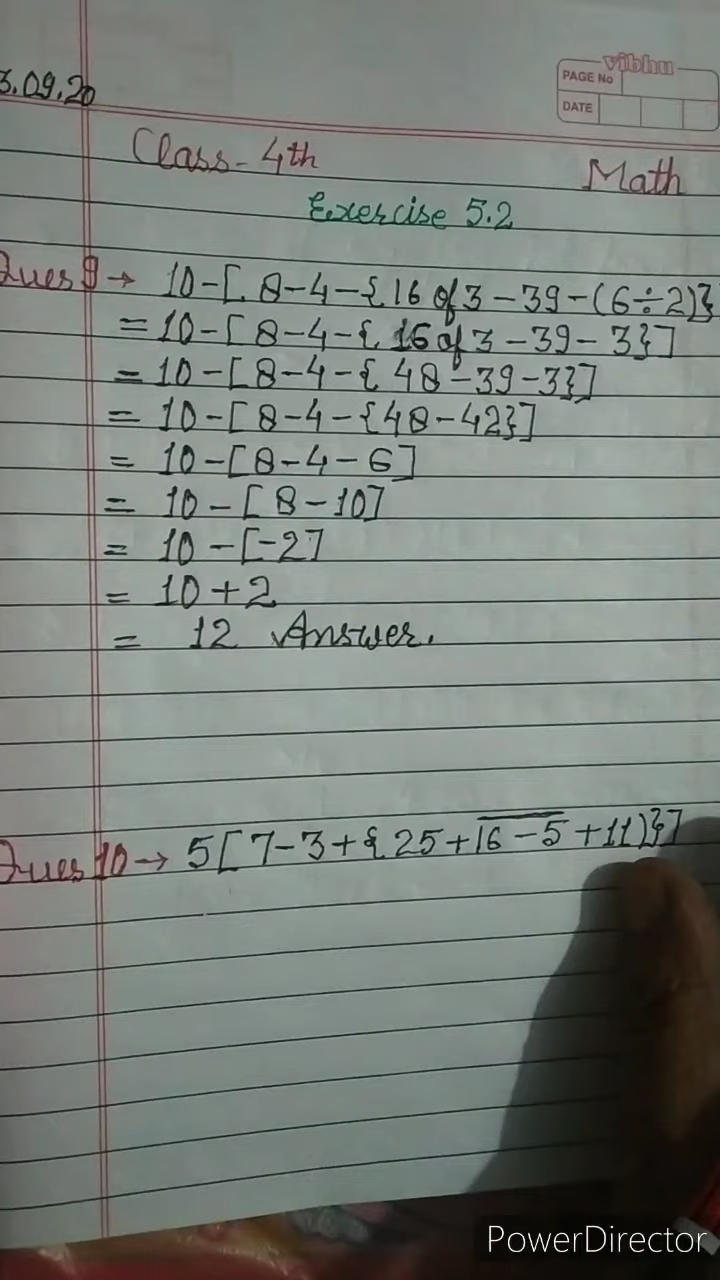 3.09.20
vibhu
PAGE No
DATE
Class-4th Math
Exercise 5.2
Ques 9→ 10-[8-4-{16 of 3-39-(6÷2)}
=10-[8-4-{16 of 3-39-3}]
=10-[8-4-{48-39-3}]
= 10-[8-4-{48-42}]
= 10-[8-4-6]
= 10-[8-10]
= 10-[-2]
= 10+2
= 12 Answer.
Ques 10→ 5[7-3+{25+1̅6̅-̅5̅+11)}]
PowerDirector